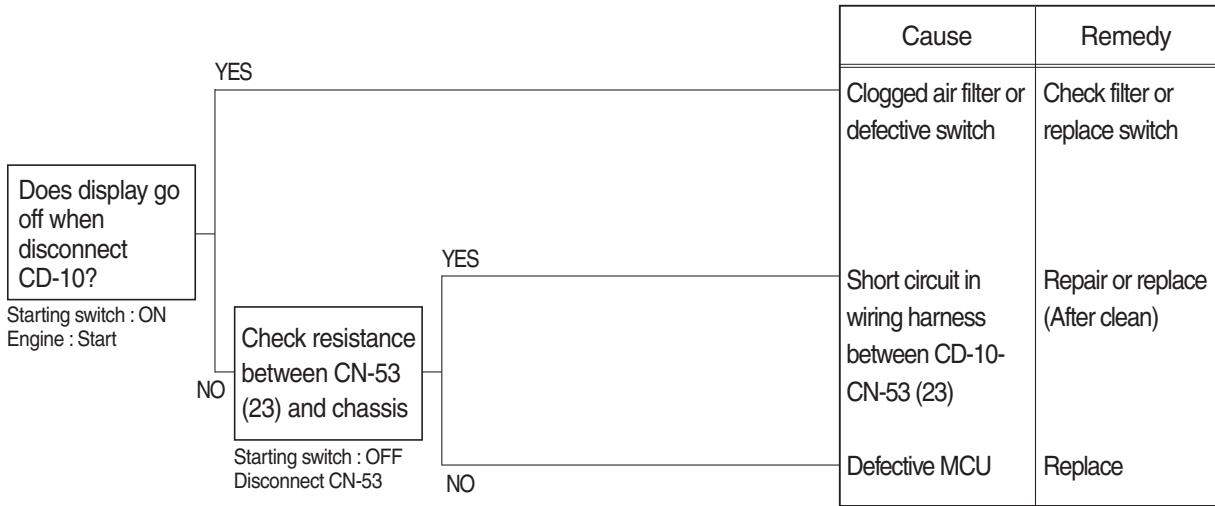 Cause
Remedy
YES
Clogged air filter or
defective switch
Check filter or
replace switch
Does display go
off when
disconnect
CD-10?
Starting switch : ON
Engine : Start
YES
Short circuit in
wiring harness
between CD-10-
CN-53 (23)
Repair or replace
(After clean)
NO
Check resistance
between CN-53
(23) and chassis
Starting switch : OFF
Disconnect CN-53
NO
Defective MCU
Replace